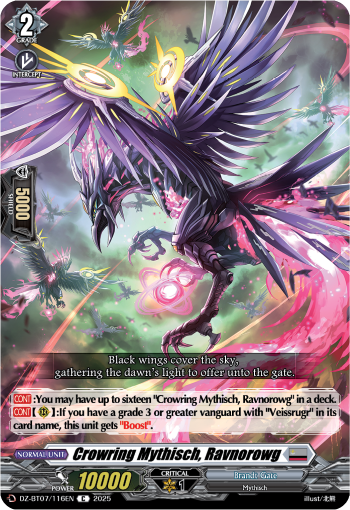 2
GRADE
INTERCEPT
5000
SHIELD
Black wings cover the sky,
gathering the dawn's light to offer unto the gate.
CONT:You may have up to sixteen "Crowring Mythisch, Ravnorowg" in a deck.
CONT【 】:If you have a grade 3 or greater vanguard with "Veissrugr" in its
card name, this unit gets "Boost".
NORMAL UNIT
Crowring Mythisch, Ravnorowg
POWER 10000
CRITICAL
1
Brandt Gate
Mythisch
DZ-BT07/116EN C 2025
illust/北熊